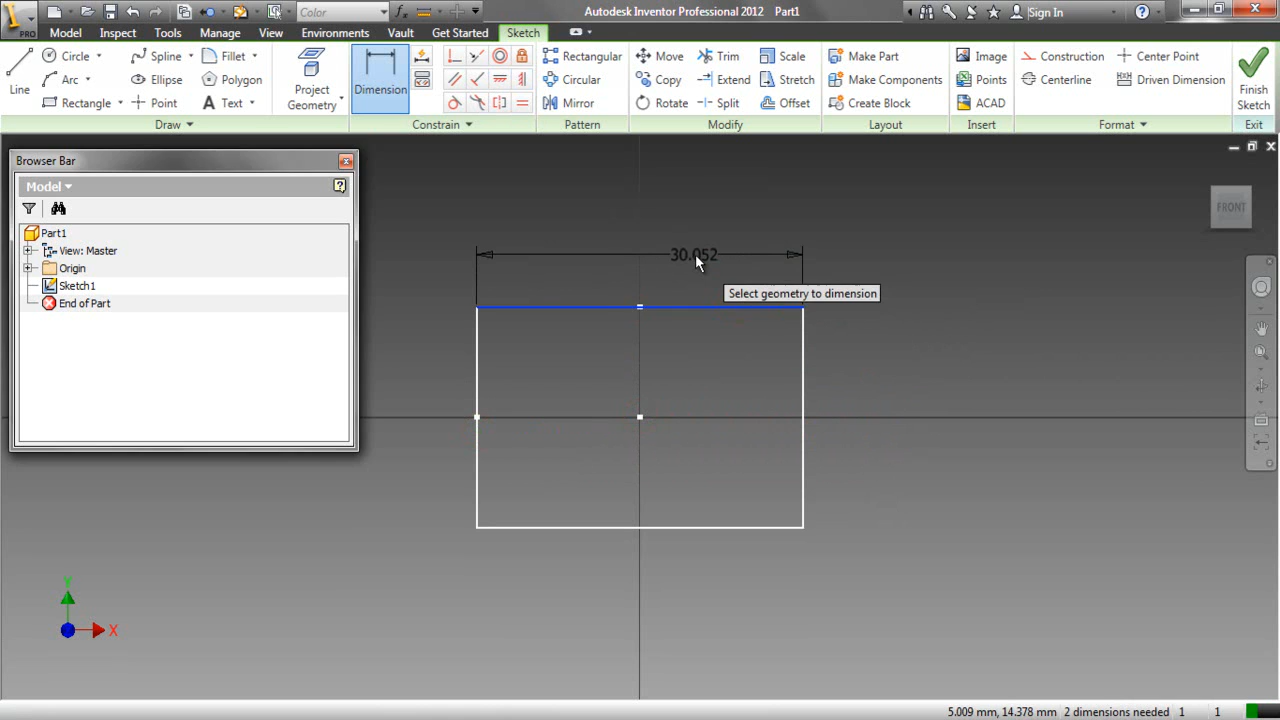 Color
Autodesk Inventor Professional 2012 Part1
Sign In
PRO
Model Inspect Tools Manage View Environments Vault Get Started Sketch
Line
Circle
Arc
Rectangle
Spline
Ellipse
Point
Fillet
Polygon
Text
Project
Geometry
Dimension
Rectangular
Circular
Mirror
Move
Copy
Rotate
Trim
Extend
Split
Scale
Stretch
Offset
Make Part
Make Components
Create Block
Image
Points
ACAD
Construction
Centerline
Center Point
Driven Dimension
Finish
Sketch
Draw Constrain Pattern Modify Layout Insert Format Exit
Browser Bar
Model
Part1
View: Master
Origin
Sketch1
End of Part
FRONT
30.052
Select geometry to dimension
Y
X
5.009 mm, 14.378 mm 2 dimensions needed 1 1